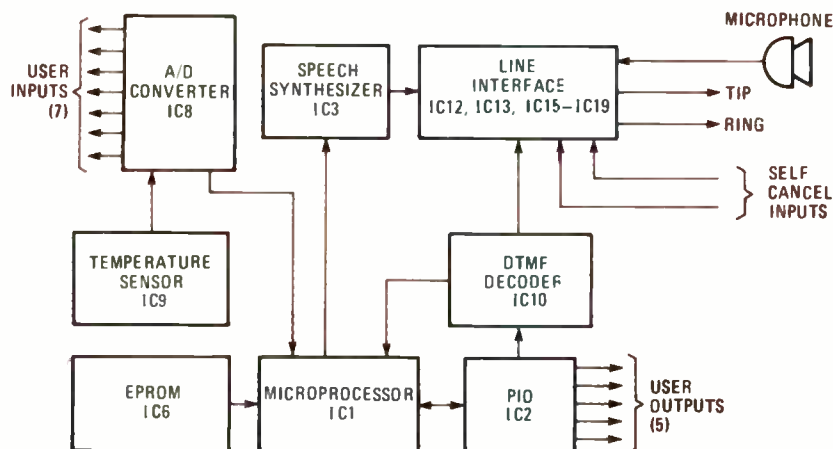 MICROPHONE
USER
INPUTS
(7)
A/D
CONVERTER
IC8
SPEECH
SYNTHESIZER
IC3
LINE
INTERFACE
IC12, IC13, IC15–IC19
TIP
RING
SELF
CANCEL
INPUTS
TEMPERATURE
SENSOR
IC9
DTMF
DECODER
IC10
EPROM
IC6
MICROPROCESSOR
IC1
PIO
IC2
USER
OUTPUTS
(5)